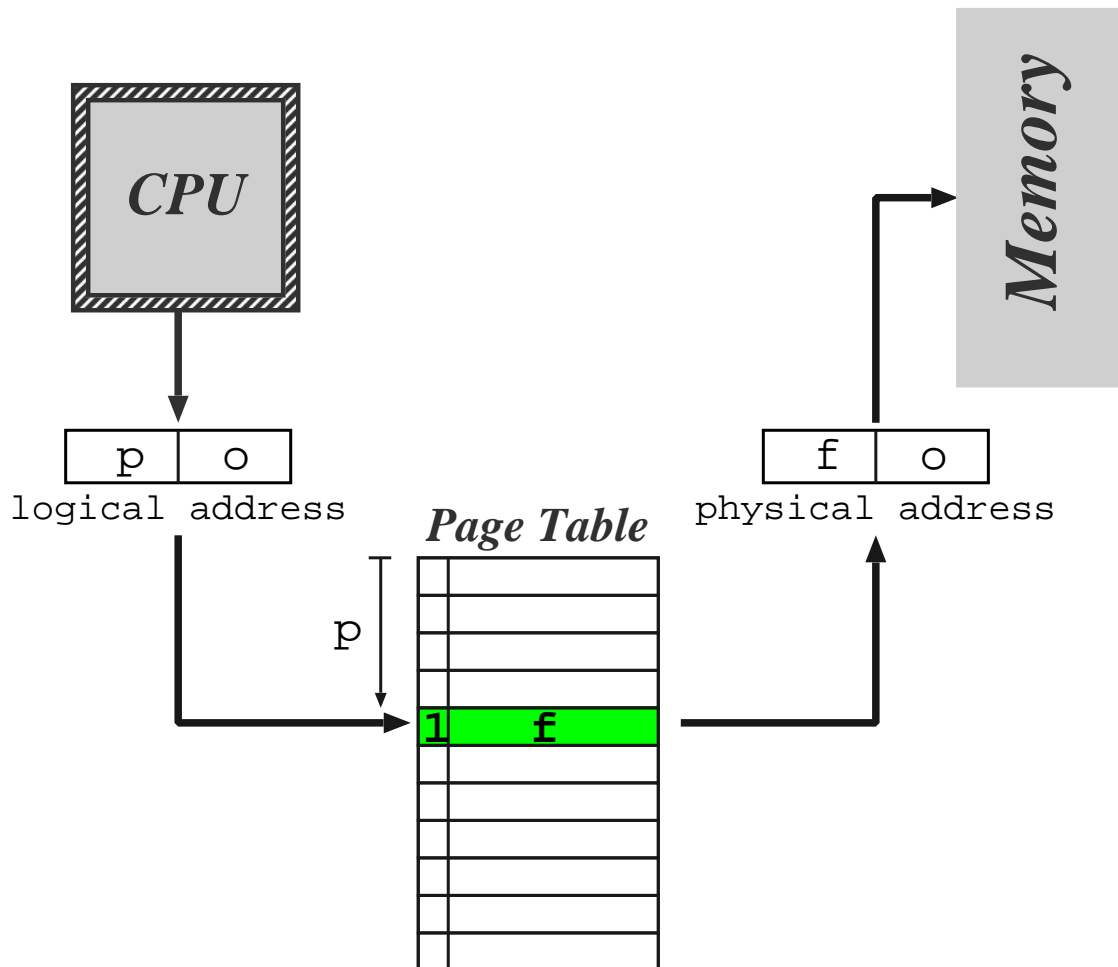 CPU
Memory
p o
logical address
f o
physical address
Page Table
p
1 f